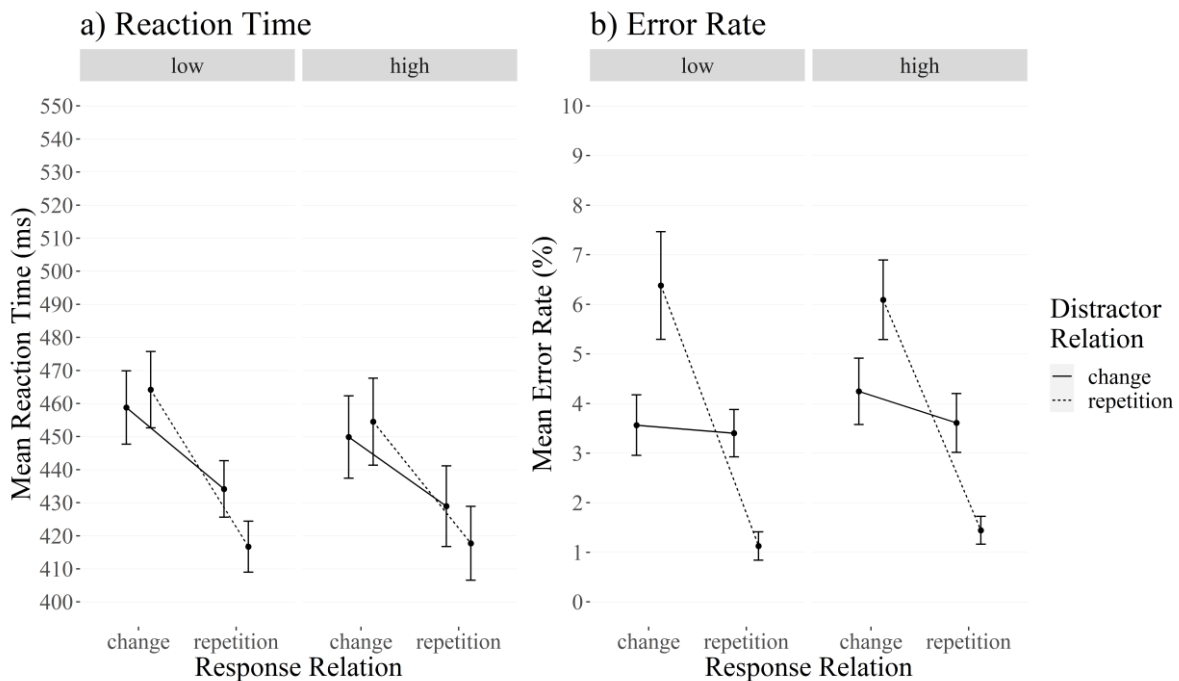 a) Reaction Time
low
high
550
540
530
520
510
500
490
480
470
460
450
440
430
420
410
400
Mean Reaction Time (ms)
change
repetition
change
repetition
Response Relation
b) Error Rate
low
high
10
9
8
7
6
5
4
3
2
1
0
Mean Error Rate (%)
change
repetition
change
repetition
Response Relation
Distractor
Relation
change
repetition